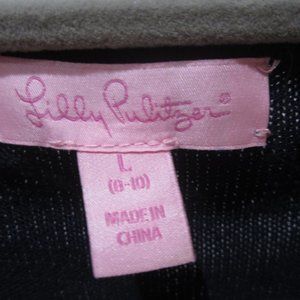 Lilly Pulitzer®
L
(8-10)
MADE IN
CHINA